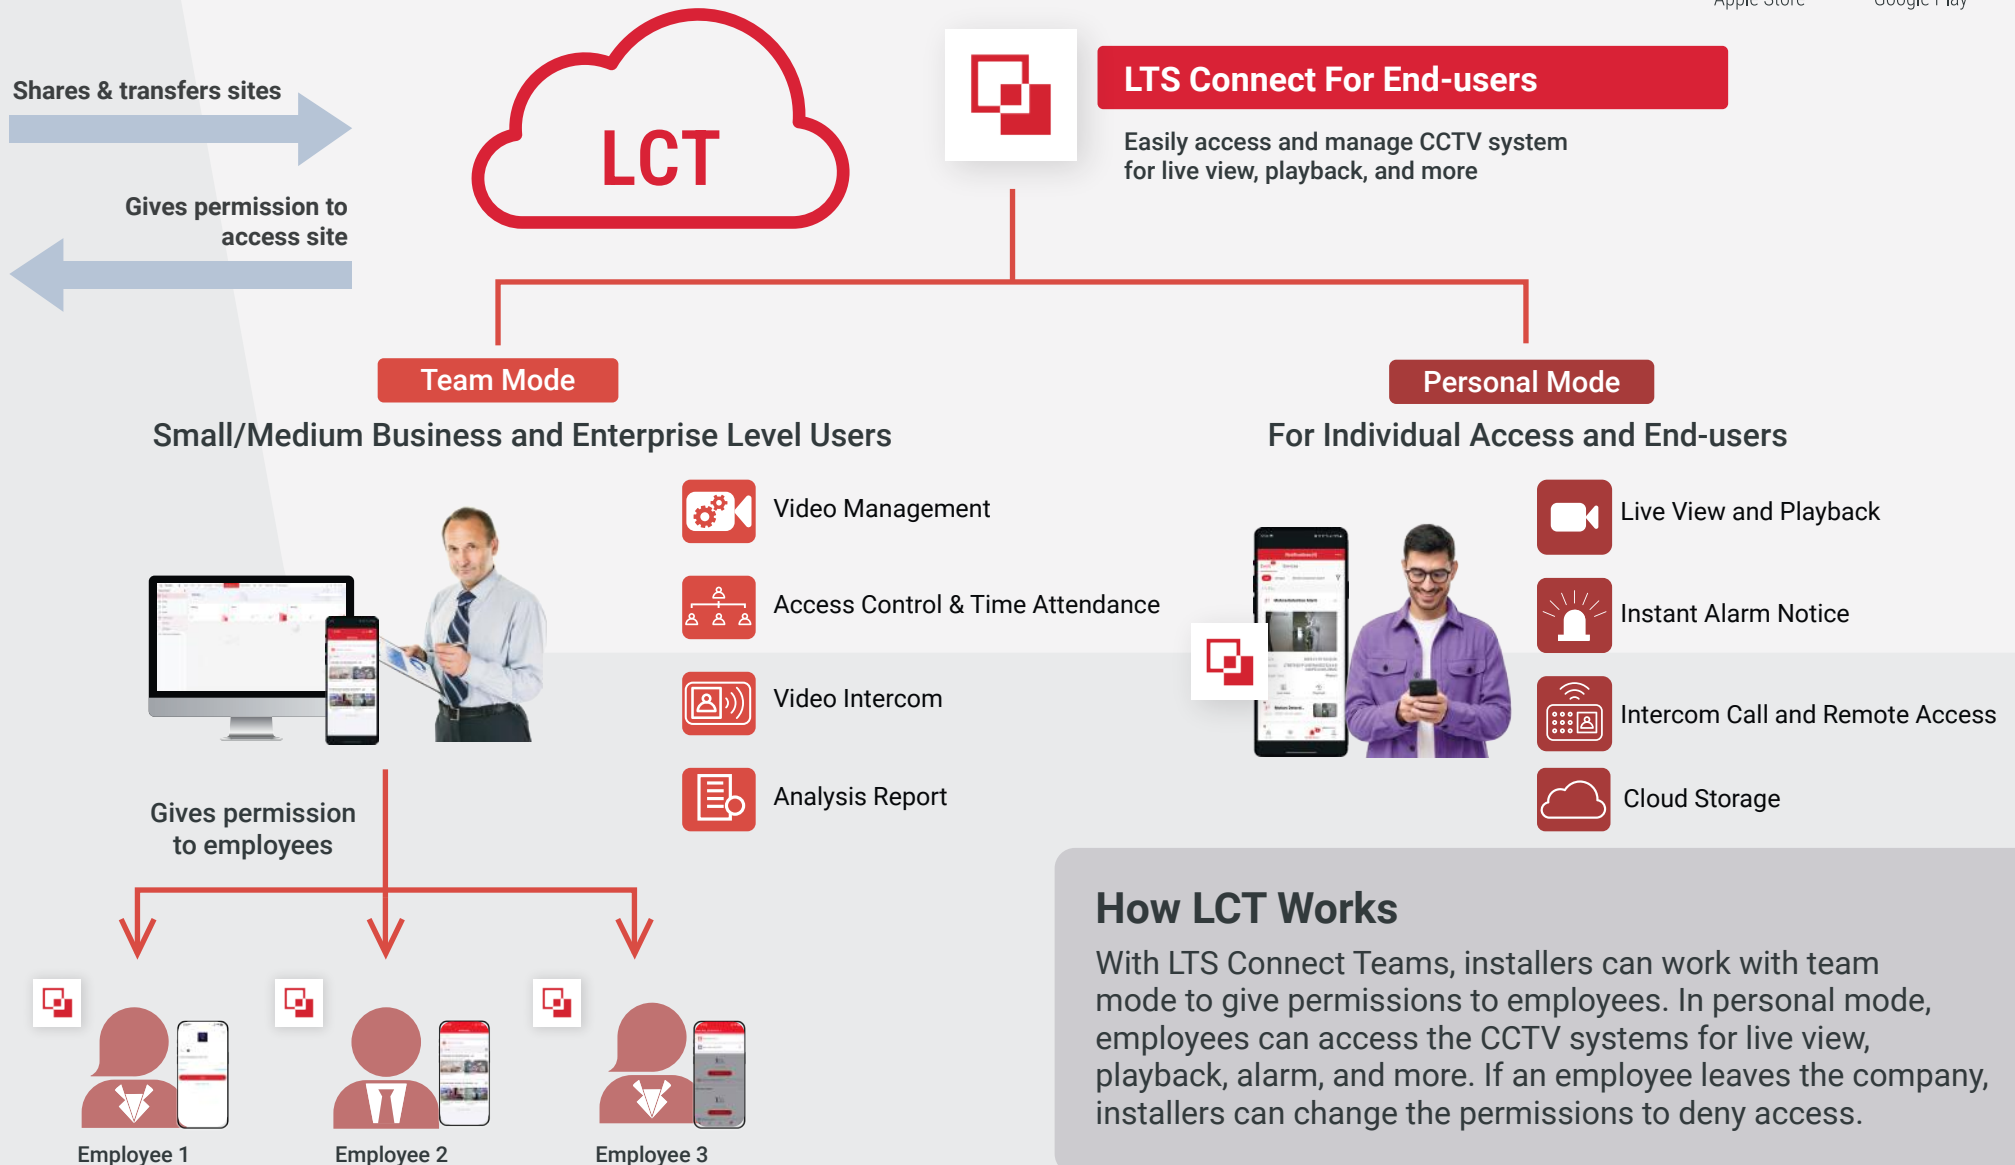 Apple Store
Google Play
Shares & transfers sites
LCT
LTS Connect For End-users
Easily access and manage CCTV system
for live view, playback, and more
Gives permission to
access site
Team Mode
Small/Medium Business and Enterprise Level Users
Video Management
Access Control & Time Attendance
Video Intercom
Analysis Report
Personal Mode
For Individual Access and End-users
Live View and Playback
Instant Alarm Notice
Intercom Call and Remote Access
Cloud Storage
Gives permission
to employees
Employee 1
Employee 2
Employee 3
How LCT Works
With LTS Connect Teams, installers can work with team
mode to give permissions to employees. In personal mode,
employees can access the CCTV systems for live view,
playback, alarm, and more. If an employee leaves the company,
installers can change the permissions to deny access.